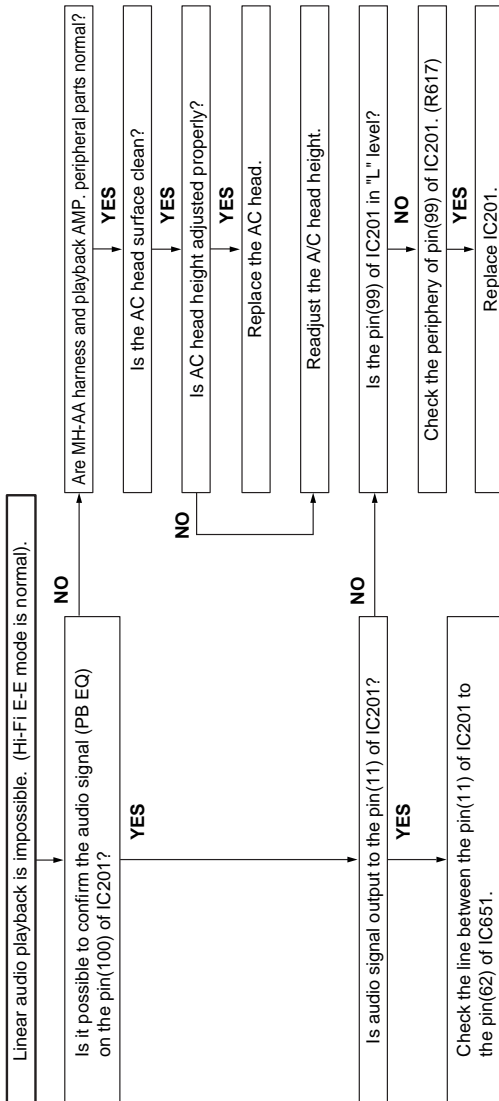 Linear audio playback is impossible. (Hi-Fi E-E mode is normal).
Is it possible to confirm the audio signal (PB EQ)
on the pin(100) of IC201?
NO
Are MH-AA harness and playback AMP. peripheral parts normal?
YES
Is the AC head surface clean?
YES
Is AC head height adjusted properly?
YES
Replace the AC head.
NO
Readjust the A/C head height.
YES
Is audio signal output to the pin(11) of IC201?
NO
Is the pin(99) of IC201 in "L" level?
NO
Check the periphery of pin(99) of IC201. (R617)
YES
Replace IC201.
YES
Check the line between the pin(11) of IC201 to
the pin(62) of IC651.